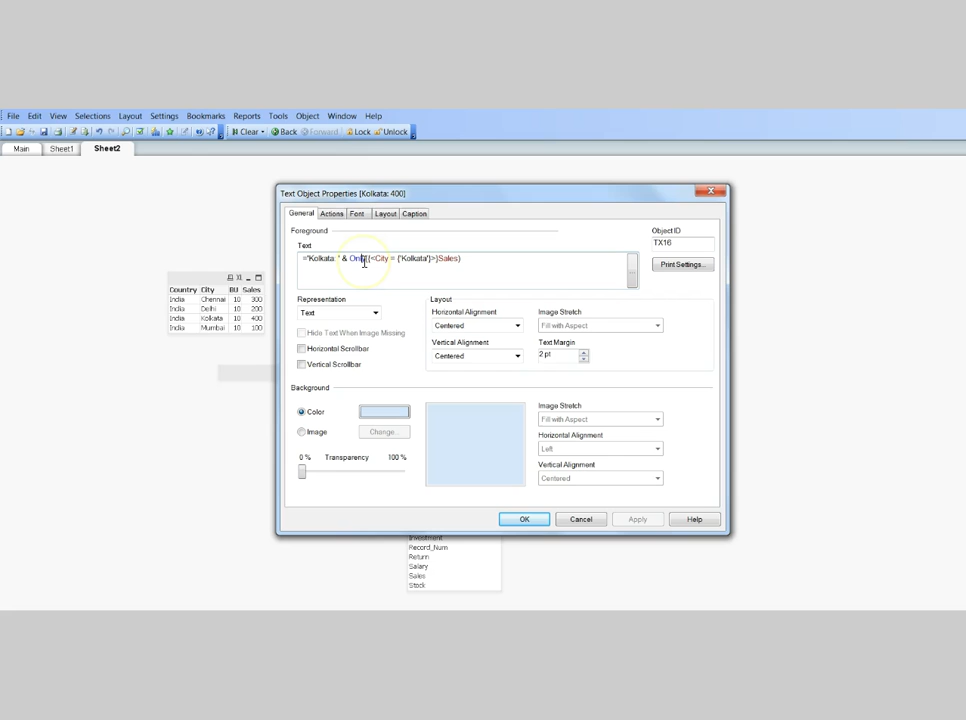 File Edit View Selections Layout Settings Bookmarks Reports Tools Object Window Help
Clear Back Forward Lock Unlock
Main Sheet1 Sheet2
Text Object Properties [Kolkata: 400]
General Actions Font Layout Caption
Foreground
Text
='Kolkata: ' & Only({<City = {'Kolkata'}>}Sales)
Object ID
TX16
Print Settings...
Country City BU Sales
India Chennai 10 300
India Delhi 10 200
India Kolkata 10 400
India Mumbai 10 100
Representation
Text
Hide Text When Image Missing
Horizontal Scrollbar
Vertical Scrollbar
Layout
Horizontal Alignment
Centered
Vertical Alignment
Centered
Image Stretch
Fill with Aspect
Text Margin
2 pt
Background
Color
Image
Change...
0 % Transparency 100 %
Image Stretch
Fill with Aspect
Horizontal Alignment
Left
Vertical Alignment
Centered
OK Cancel Apply Help
Investment
Record_Num
Return
Salary
Sales
Stock